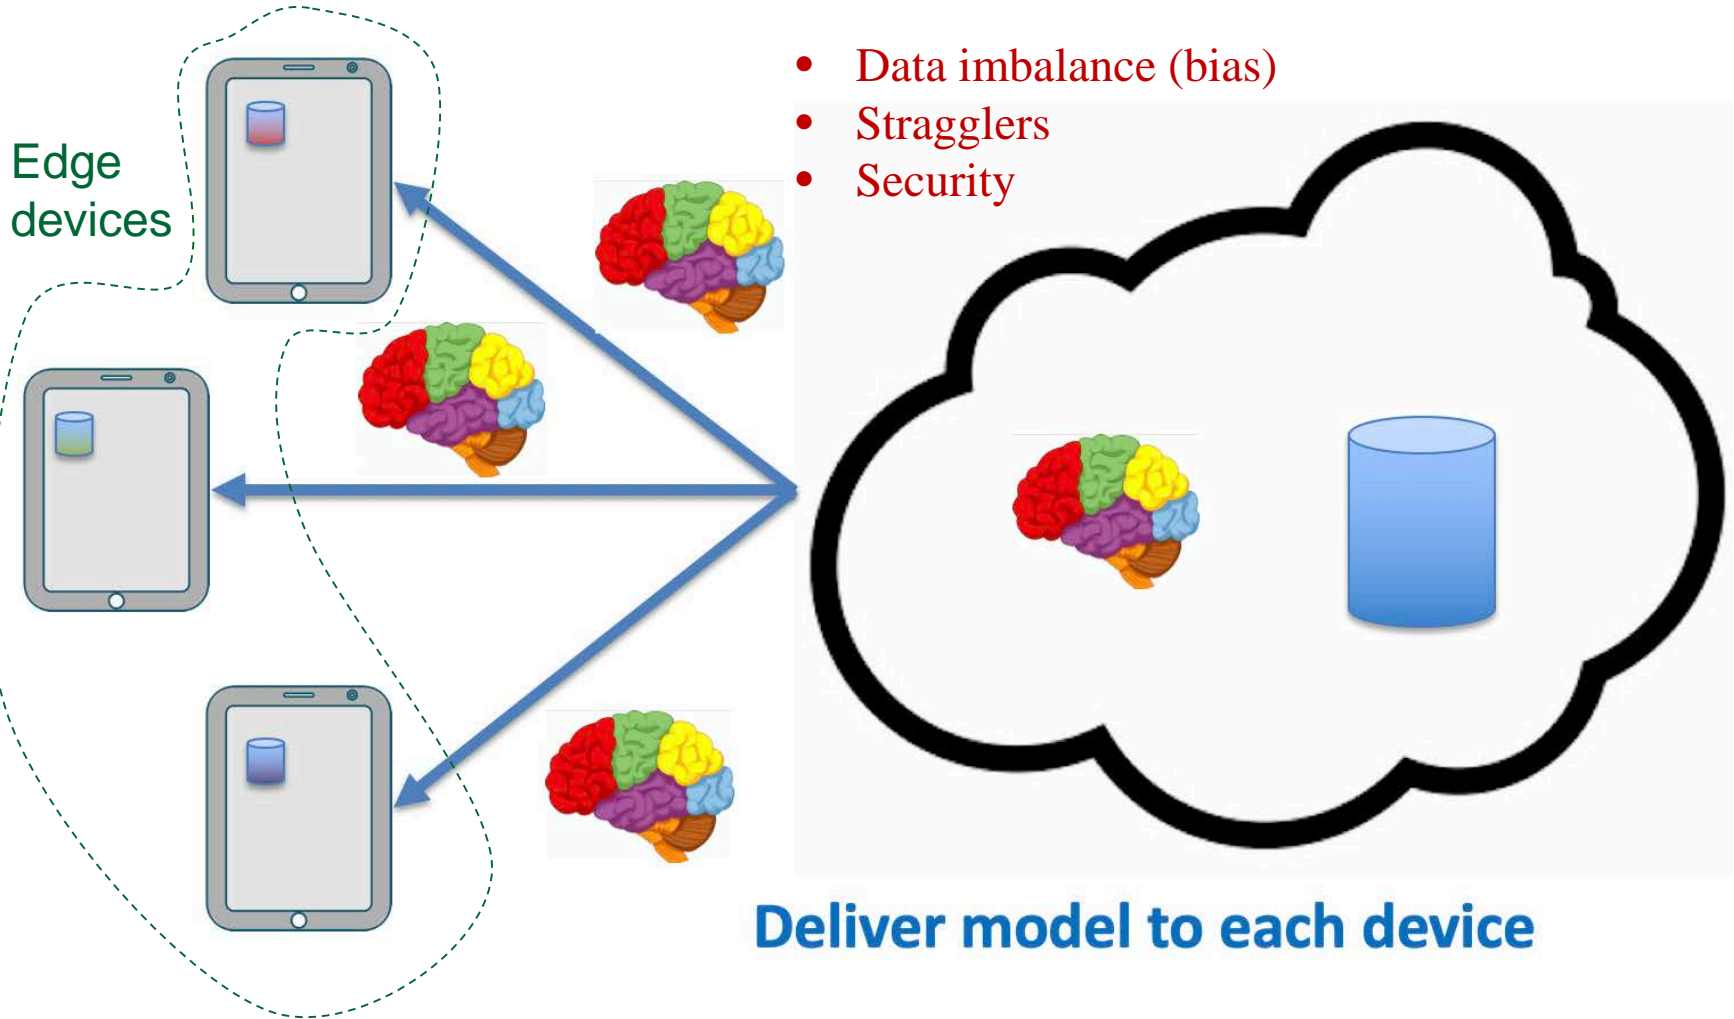 Edge
devices
• Data imbalance (bias)
• Stragglers
• Security
Deliver model to each device